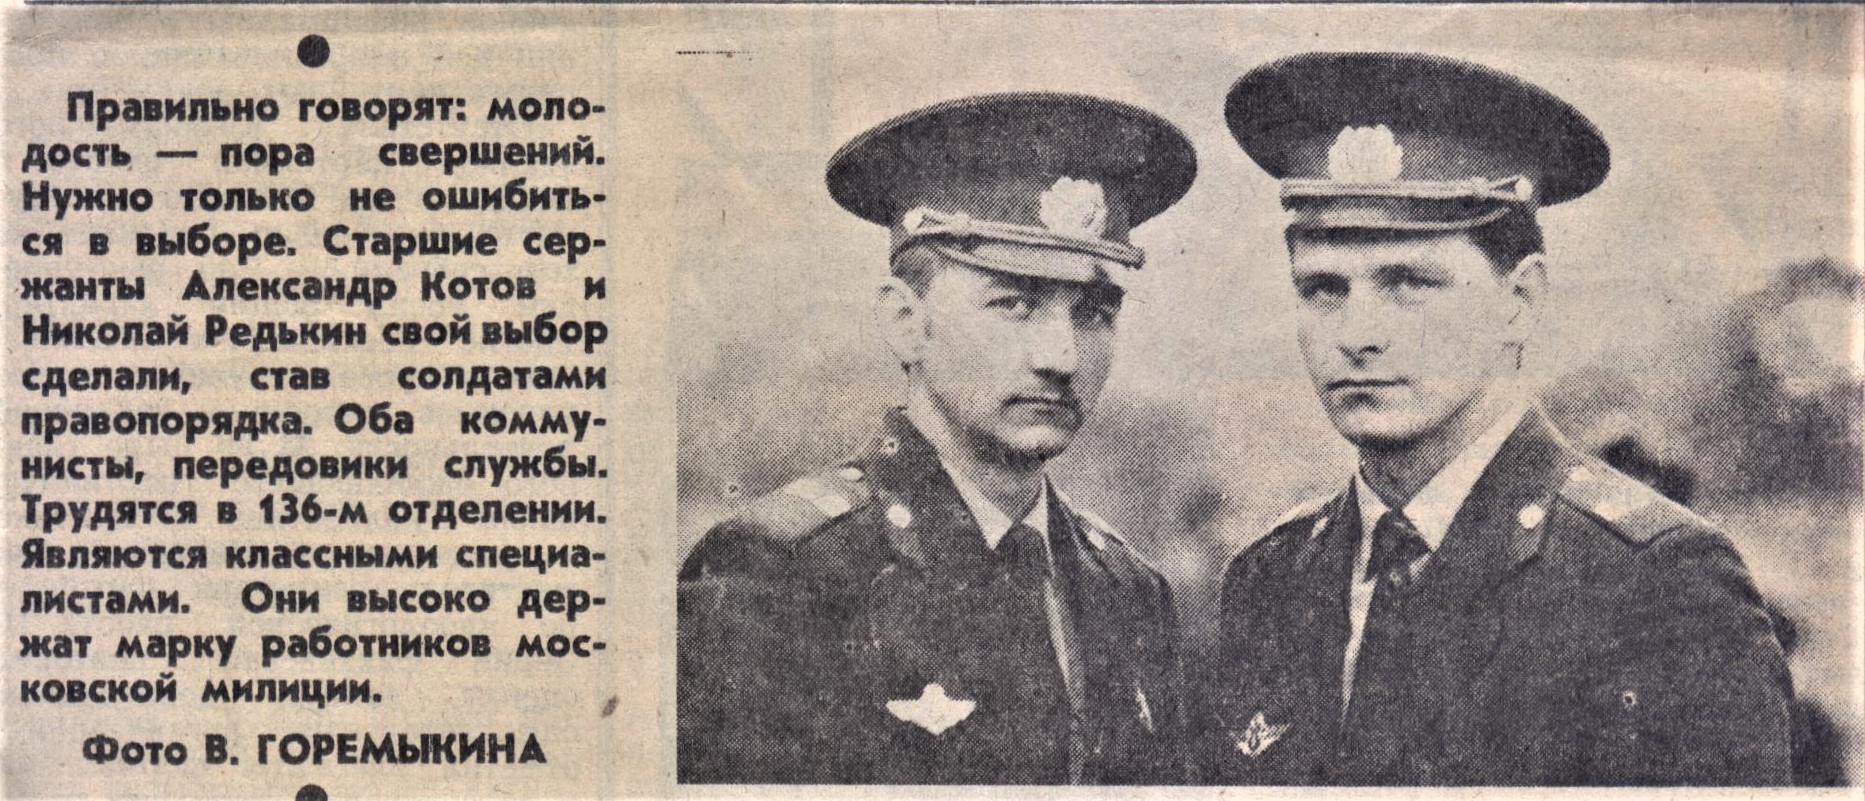 Правильно говорят: моло-
дость — пора свершений.
Нужно только не ошибить-
ся в выборе. Старшие сер-
жанты Александр Котов и
Николай Редькин свой выбор
сделали, став солдатами
правопорядка. Оба комму-
нисты, передовики службы.
Трудятся в 136-м отделении.
Являются классными специа-
листами. Они высоко дер-
жат марку работников мос-
ковской милиции.
Фото В. ГОРЕМЫКИНА